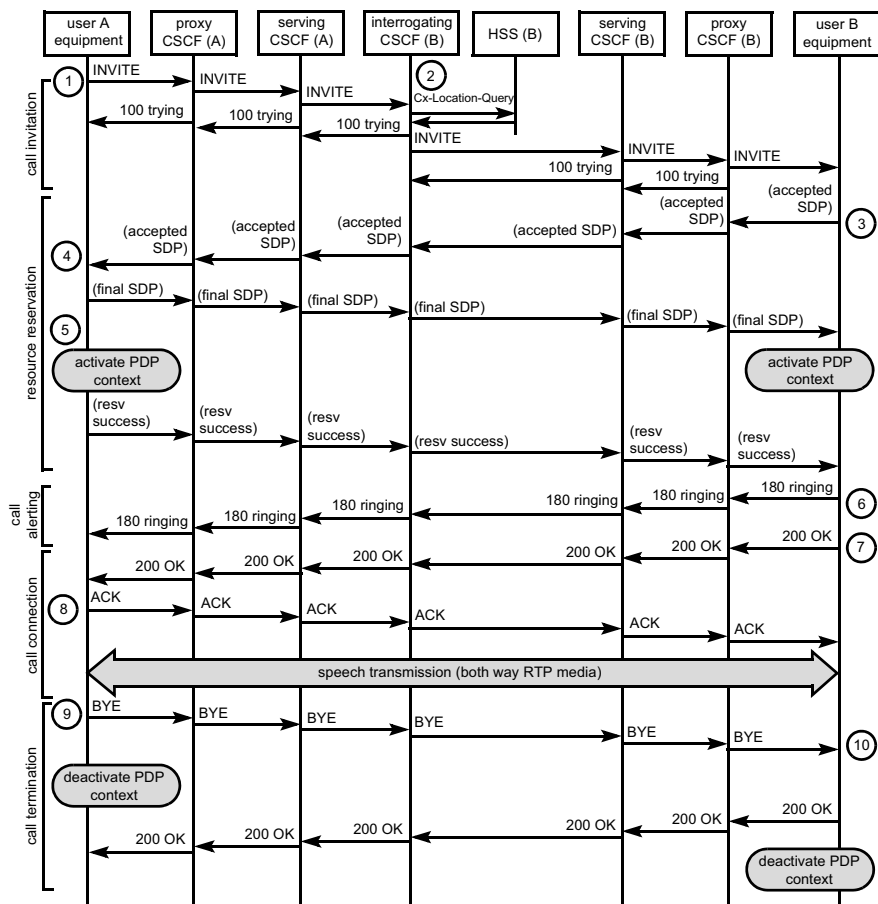 user A
equipment
proxy
CSCF (A)
serving
CSCF (A)
interrogating
CSCF (B)
HSS (B)
serving
CSCF (B)
proxy
CSCF (B)
user B
equipment
call invitation
1
INVITE
INVITE
INVITE
2
Cx-Location-Query
100 trying
100 trying
100 trying
INVITE
INVITE
INVITE
100 trying
100 trying
resource reservation
(accepted
SDP)
3
(accepted
SDP)
(accepted SDP)
(accepted
SDP)
(accepted
SDP)
(accepted
SDP)
4
(final SDP)
(final SDP)
(final SDP)
(final SDP)
(final SDP)
(final SDP)
5
activate PDP
context
activate PDP
context
(resv
success)
(resv
success)
(resv
success)
(resv success)
(resv
success)
(resv
success)
call
alerting
180 ringing
6
180 ringing
180 ringing
180 ringing
180 ringing
180 ringing
call connection
200 OK
7
200 OK
200 OK
200 OK
200 OK
200 OK
8
ACK
ACK
ACK
ACK
ACK
ACK
speech transmission (both way RTP media)
call termination
9
BYE
BYE
BYE
BYE
BYE
BYE
10
deactivate PDP
context
200 OK
200 OK
200 OK
200 OK
200 OK
200 OK
deactivate PDP
context